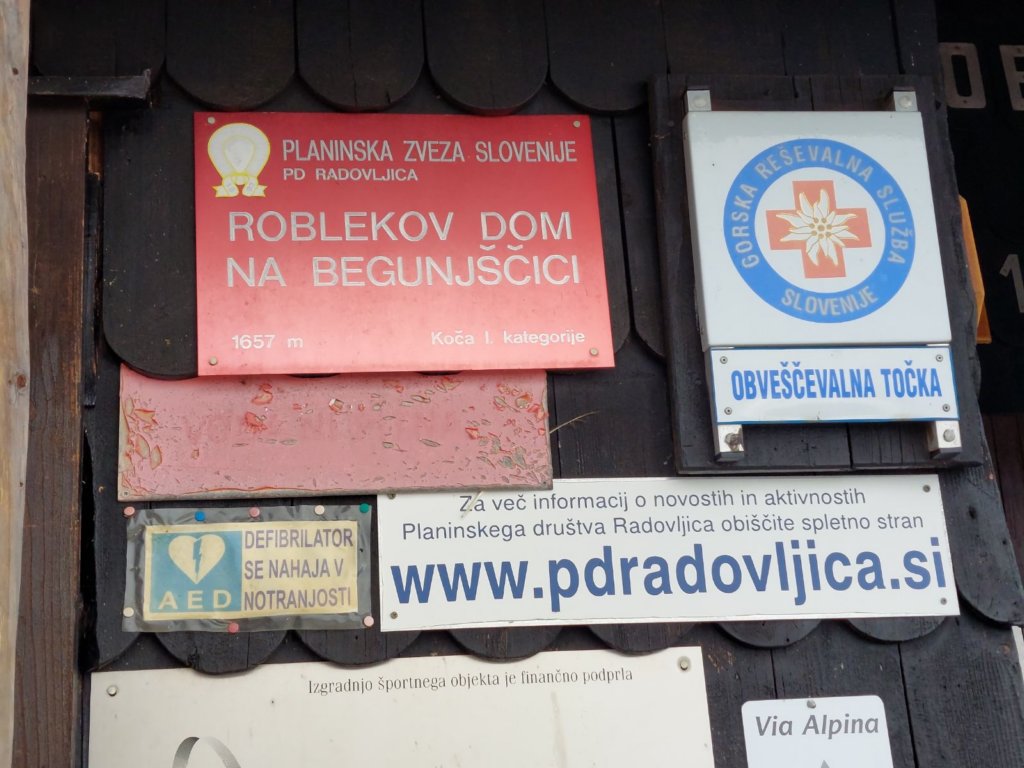 PLANINSKA ZVEZA SLOVENIJE
PD RADOVLJICA
ROBLEKOV DOM
NA BEGUNJŠČICI
1657 m
Koča I. kategorije
GORSKA REŠEVALNA SLUŽBA
SLOVENIJE
OBVEŠČEVALNA TOČKA
Za več informacij o novostih in aktivnostih
Planinskega društva Radovljica obiščite spletno stran
www.pdradovljica.si
DEFIBRILATOR
SE NAHAJA V
NOTRANJOSTI
AED
Izgradnjo športnega objekta je finančno podprla
Via Alpina